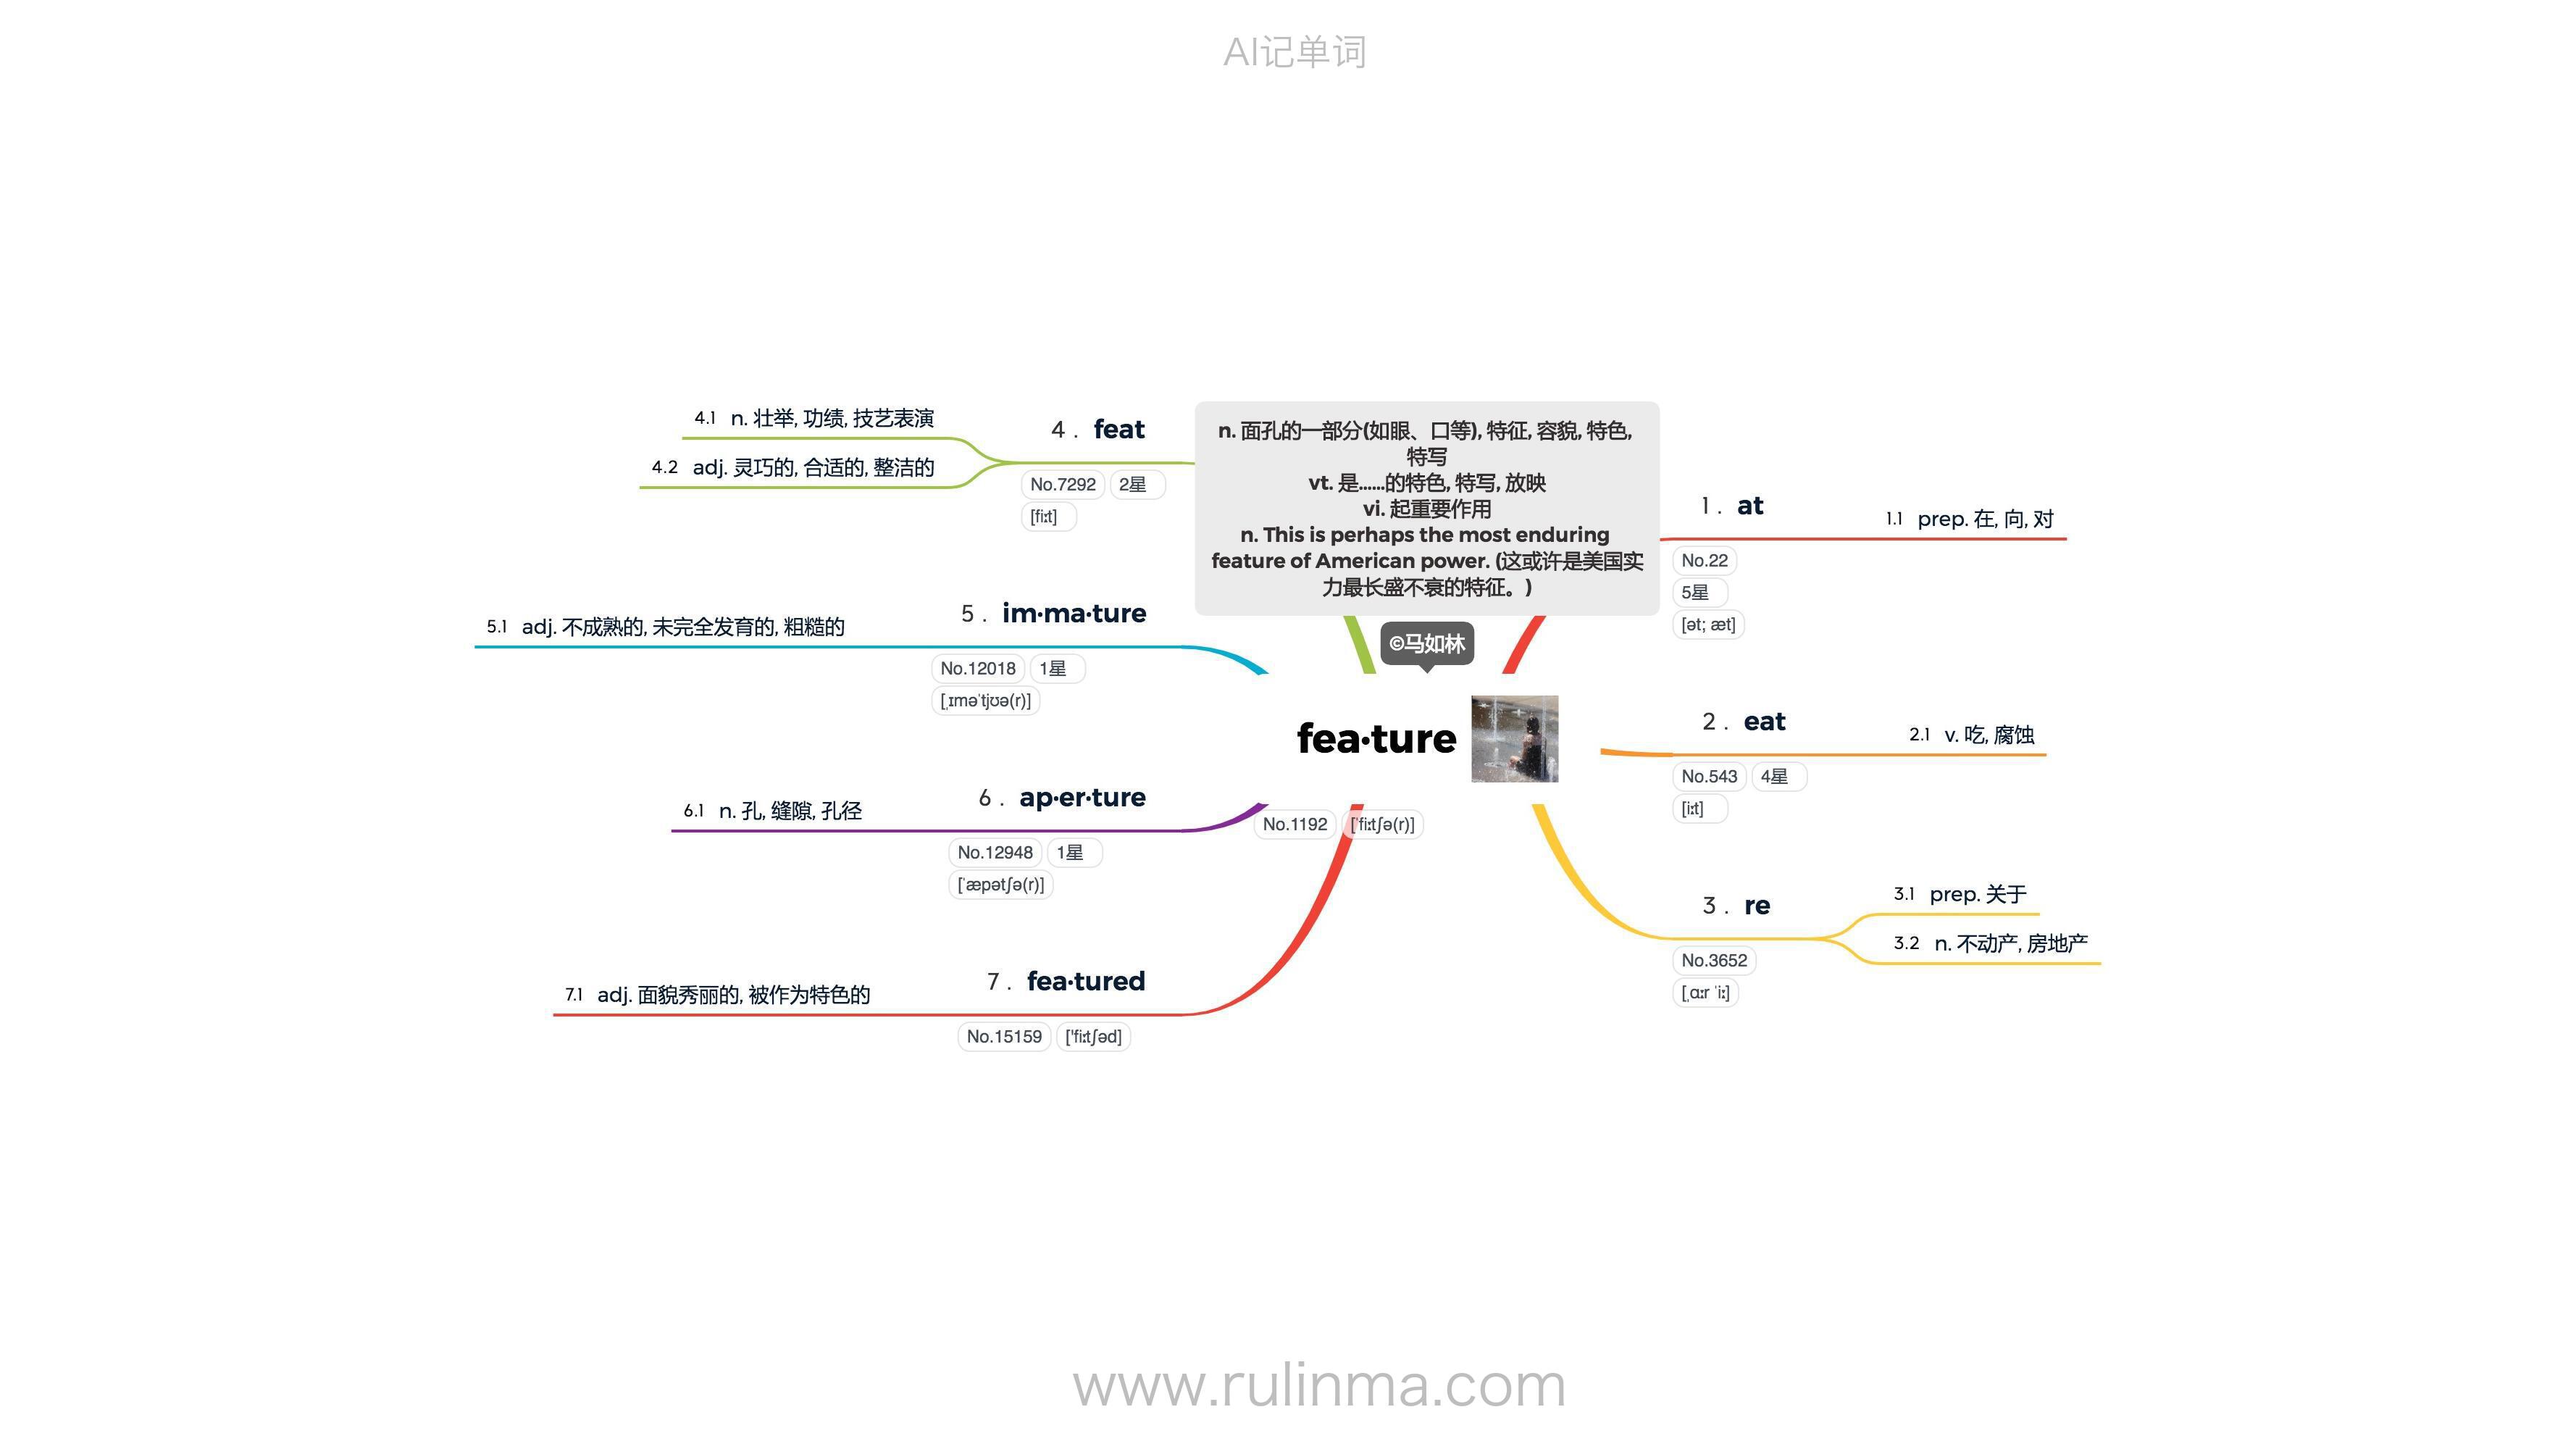 AI记单词
4.1 n. 壮举, 功绩, 技艺表演
4.2 adj. 灵巧的, 合适的, 整洁的
4 . feat
No.7292 2星
[fiːt]
5.1 adj. 不成熟的, 未完全发育的, 粗糙的
5 . im·ma·ture
No.12018 1星
[ˌɪməˈtjʊə(r)]
6.1 n. 孔, 缝隙, 孔径
6 . ap·er·ture
No.12948 1星
[ˈæpətʃə(r)]
7.1 adj. 面貌秀丽的, 被作为特色的
7 . fea·tured
No.15159 ['fiːtʃəd]
n. 面孔的一部分(如眼、口等), 特征, 容貌, 特色,
特写
vt. 是……的特色, 特写, 放映
vi. 起重要作用
n. This is perhaps the most enduring
feature of American power. (这或许是美国实
力最长盛不衰的特征。)
©马如林
fea·ture
No.1192 [ˈfiːtʃə(r)]
1 . at
1.1 prep. 在, 向, 对
No.22
5星
[ət; æt]
2 . eat
2.1 v. 吃, 腐蚀
No.543 4星
[iːt]
3 . re
3.1 prep. 关于
3.2 n. 不动产, 房地产
No.3652
[ˌɑːr ˈiː]
www.rulinma.com